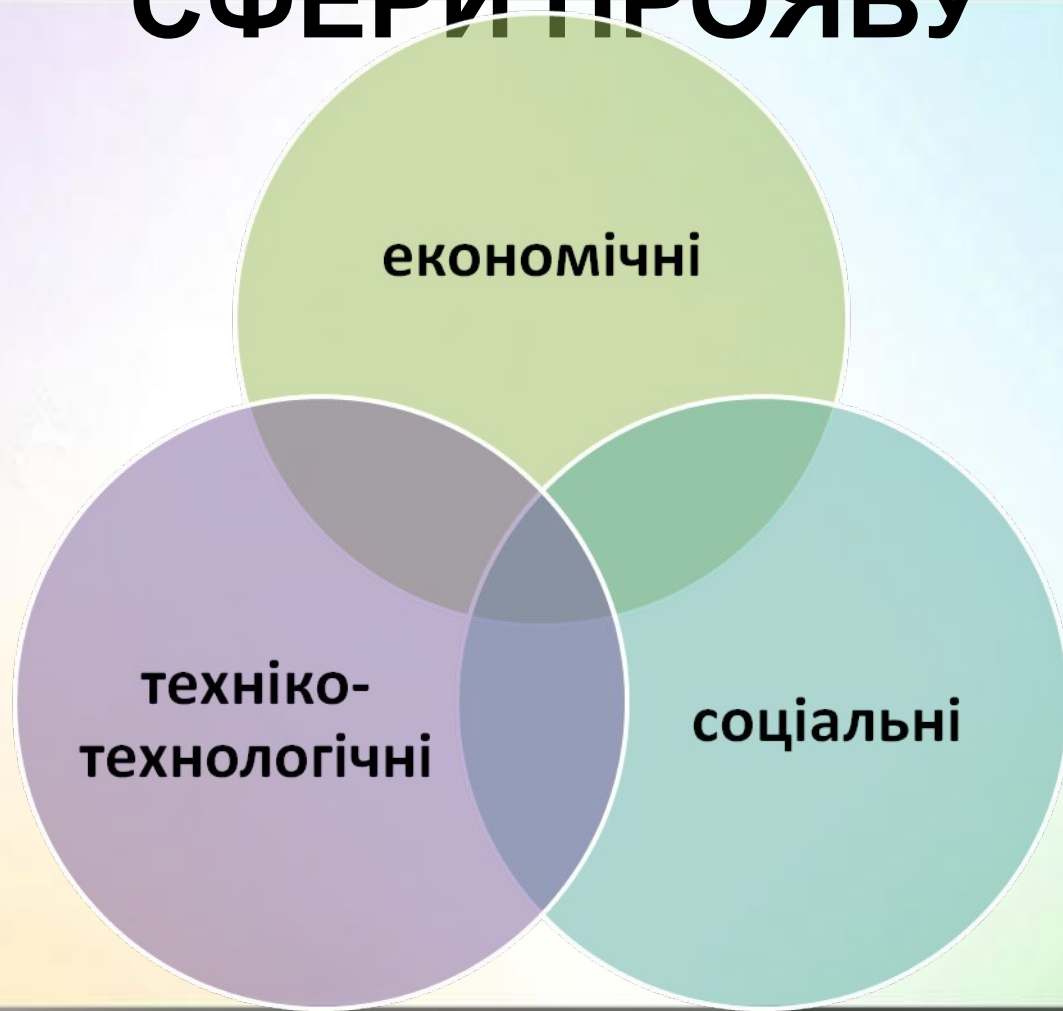 СФЕРИ ПРОЯВУ
економічні
техніко-
технологічні
соціальні